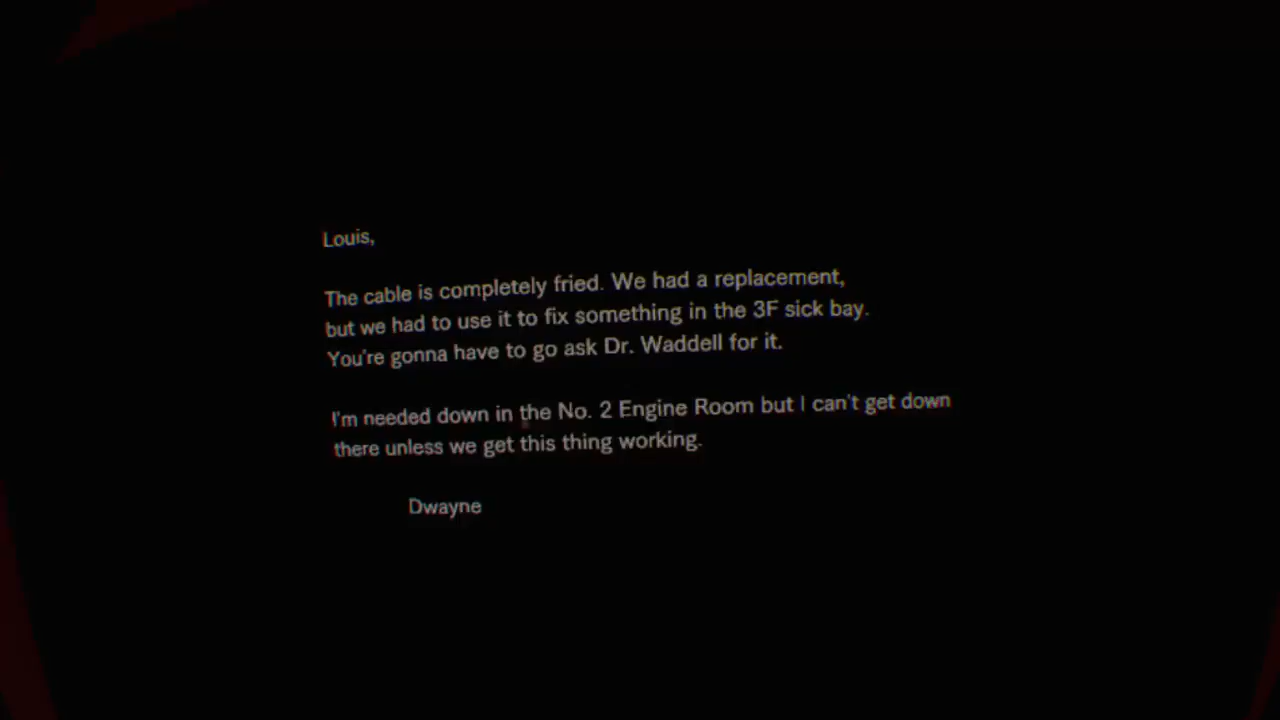 Louis,
The cable is completely fried. We had a replacement,
but we had to use it to fix something in the 3F sick bay.
You're gonna have to go ask Dr. Waddell for it.
I'm needed down in the No. 2 Engine Room but I can't get down
there unless we get this thing working.
Dwayne